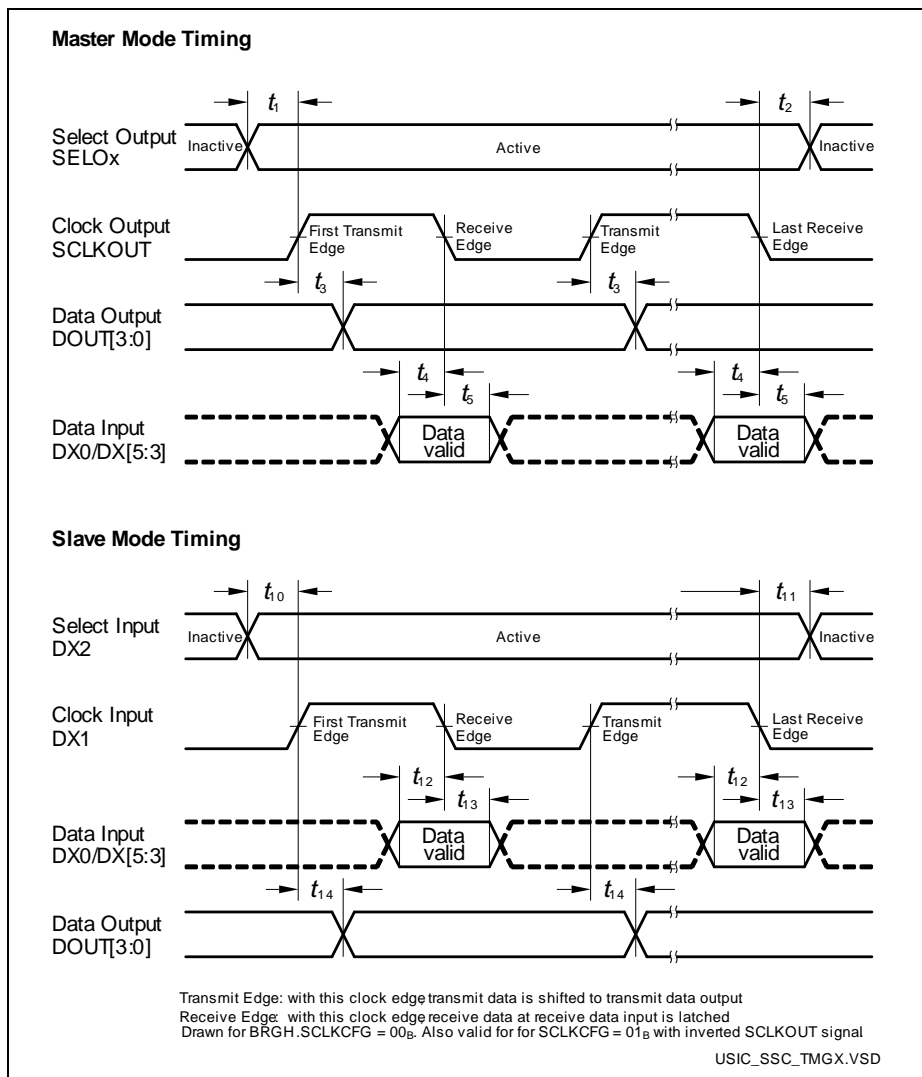 Master Mode Timing
t1
t2
Select Output
SELOx
Inactive
Active
Inactive
Clock Output
SCLKOUT
First Transmit
Edge
Receive
Edge
Transmit
Edge
Last Receive
Edge
t3
t3
Data Output
DOUT[3:0]
t4
t5
t4
t5
Data Input
DX0/DX[5:3]
Data
valid
Data
valid
Slave Mode Timing
t10
t11
Select Input
DX2
Inactive
Active
Inactive
Clock Input
DX1
First Transmit
Edge
Receive
Edge
Transmit
Edge
Last Receive
Edge
t12
t13
t12
t13
Data Input
DX0/DX[5:3]
Data
valid
Data
valid
t14
t14
Data Output
DOUT[3:0]
Transmit Edge: with this clock edge, transmit data is shifted to transmit data output
Receive Edge: with this clock edge, receive data at receive data input is latched
Drawn for BRGH.SCLKCFG = 00B. Also valid for for SCLKCFG = 01B with inverted SCLKOUT signal
USIC_SSC_TMGX.VSD